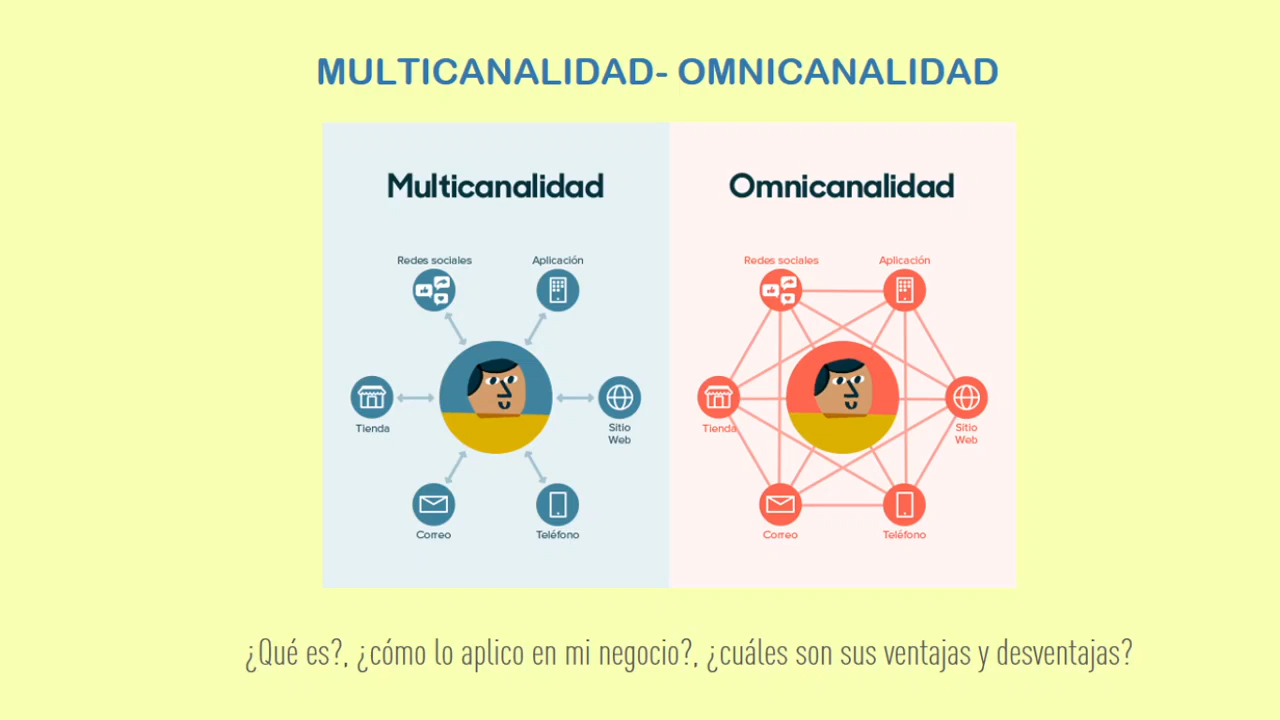 MULTICANALIDAD- OMNICANALIDAD
Multicanalidad
Redes sociales
Aplicación
Tienda
Sitio
Web
Correo
Teléfono
Omnicanalidad
Redes sociales
Aplicación
Tienda
Sitio
Web
Correo
Teléfono
¿Qué es?, ¿cómo lo aplico en mi negocio?, ¿cuáles son sus ventajas y desventajas?